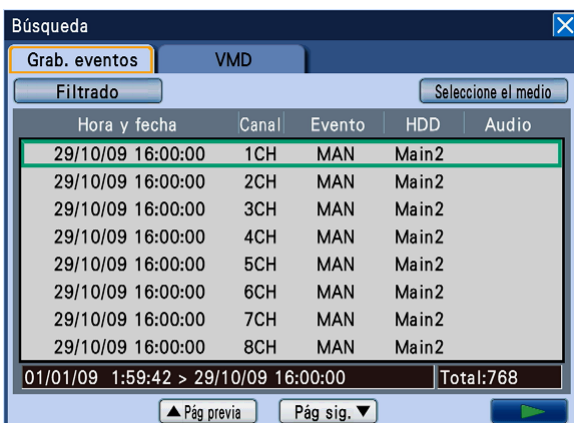 Búsqueda
Grab. eventos VMD
Filtrado Seleccione el medio
Hora y fecha Canal Evento HDD Audio
29/10/09 16:00:00 1CH MAN Main2
29/10/09 16:00:00 2CH MAN Main2
29/10/09 16:00:00 3CH MAN Main2
29/10/09 16:00:00 4CH MAN Main2
29/10/09 16:00:00 5CH MAN Main2
29/10/09 16:00:00 6CH MAN Main2
29/10/09 16:00:00 7CH MAN Main2
29/10/09 16:00:00 8CH MAN Main2
01/01/09 1:59:42 > 29/10/09 16:00:00 Total:768
▲ Pág previa Pág sig. ▼